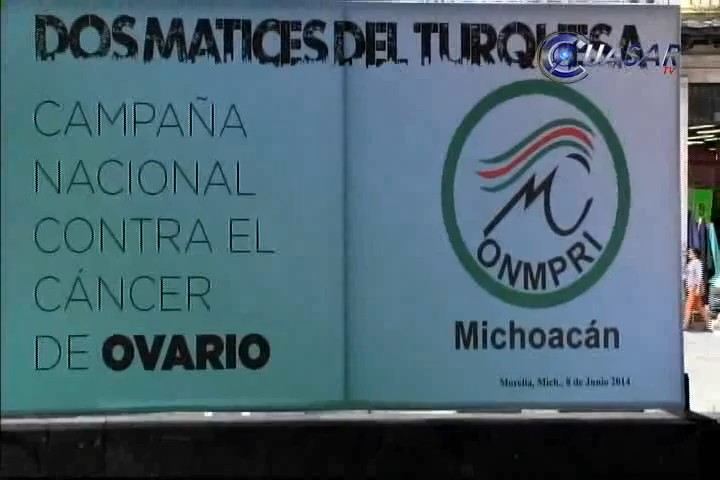 DOS MATICES DEL TURQUESA
CUASAR
TV
CAMPAÑA
NACIONAL
CONTRA EL
CÁNCER
DE OVARIO
ONMPRI
Michoacán
Morelia, Mich., 8 de Junio 2014